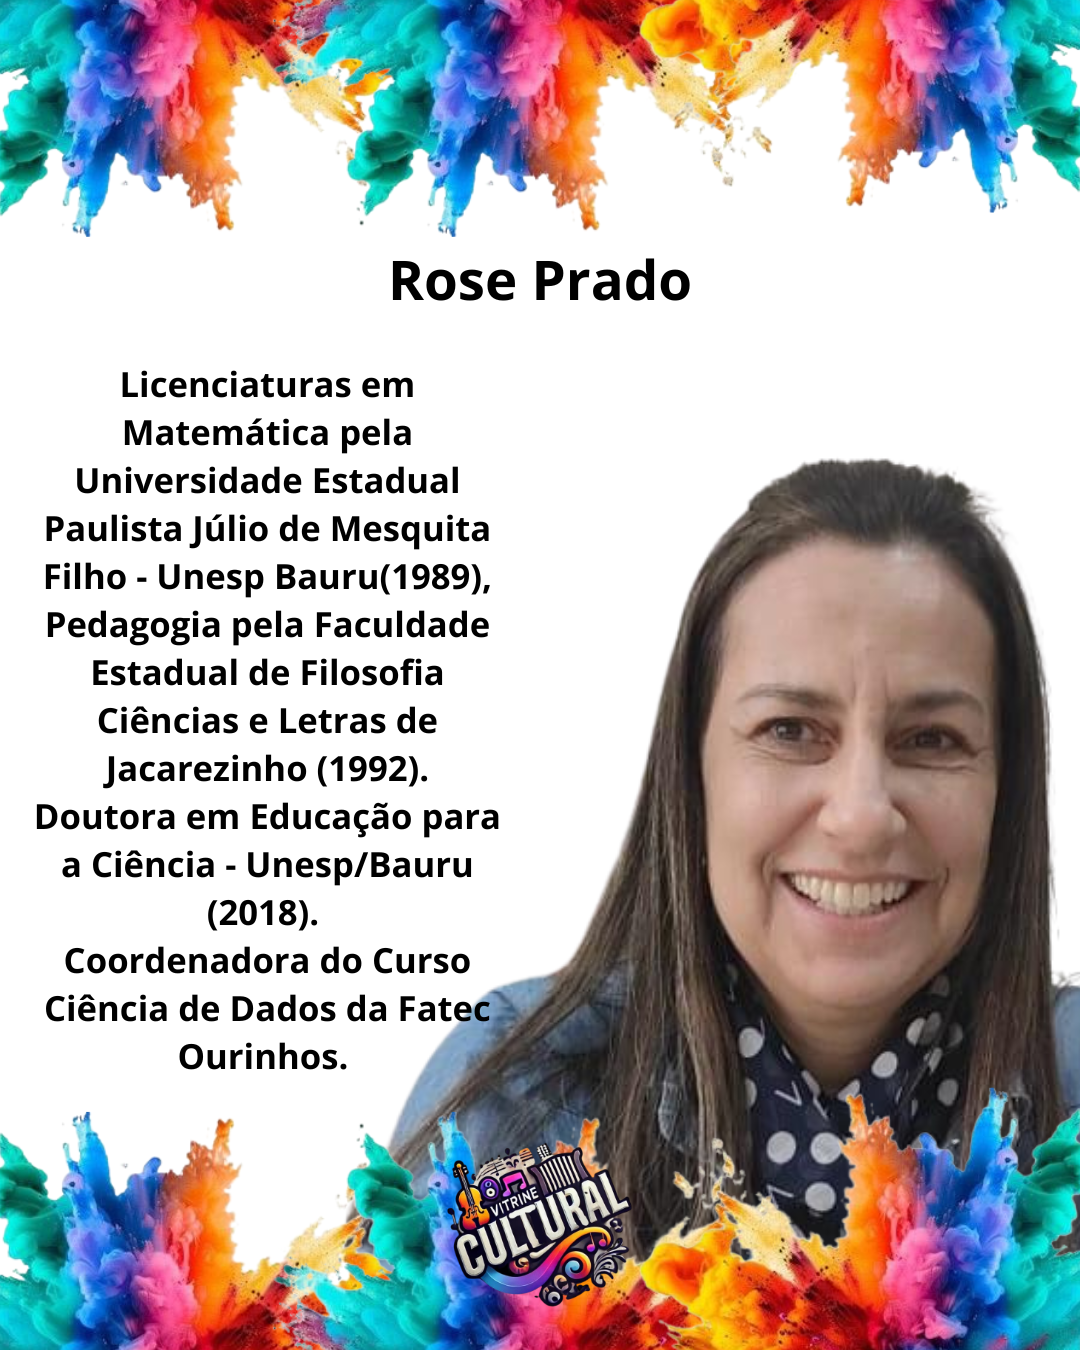 Rose Prado
Licenciaturas em
Matemática pela
Universidade Estadual
Paulista Júlio de Mesquita
Filho - Unesp Bauru(1989),
Pedagogia pela Faculdade
Estadual de Filosofia
Ciências e Letras de
Jacarezinho (1992).
Doutora em Educação para
a Ciência - Unesp/Bauru
(2018).
Coordenadora do Curso
Ciência de Dados da Fatec
Ourinhos.
VITRINE
CULTURAL